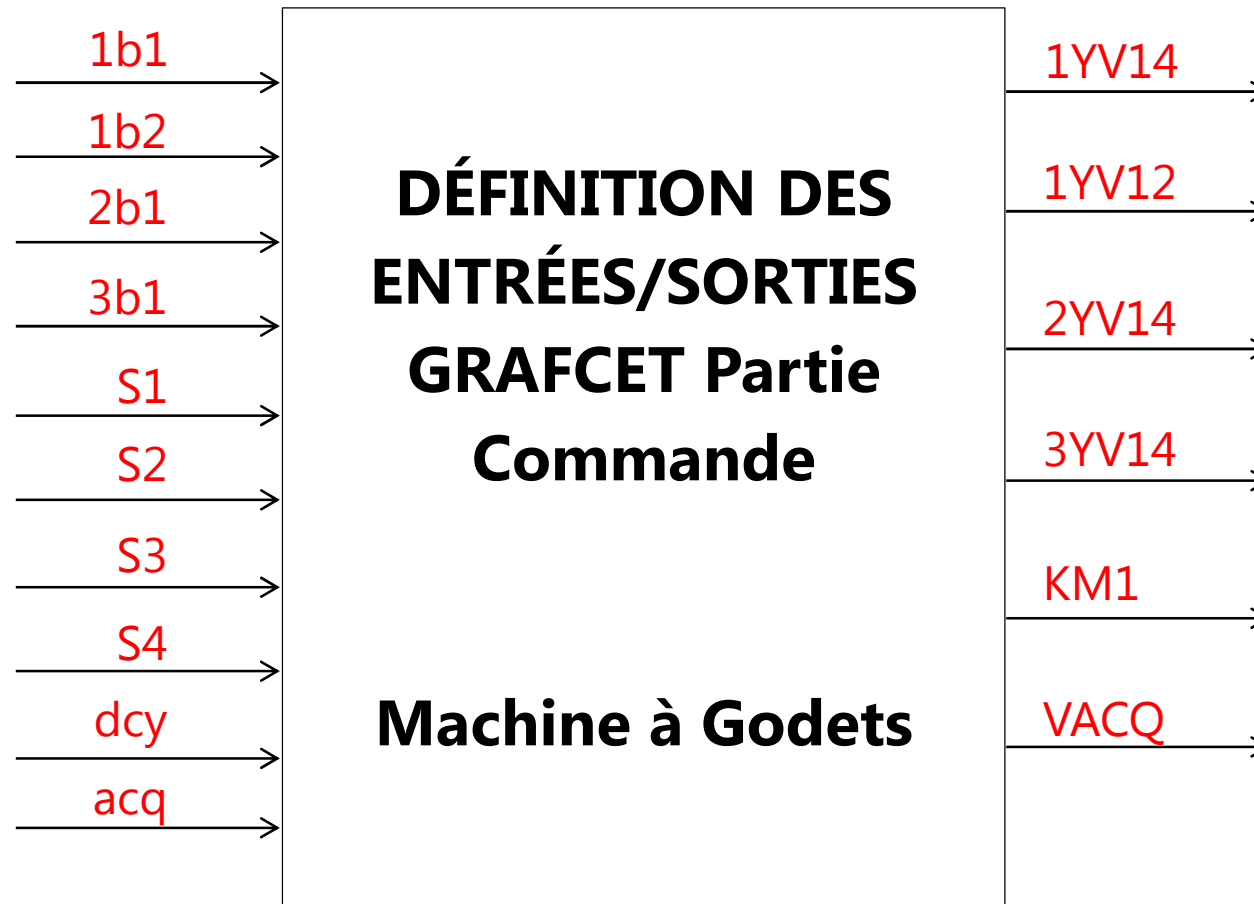 1b1
1b2
2b1
3b1
S1
S2
S3
S4
dcy
acq
DÉFINITION DES
ENTRÉES/SORTIES
GRAFCET Partie
Commande
Machine à Godets
1YV14
1YV12
2YV14
3YV14
KM1
VACQ